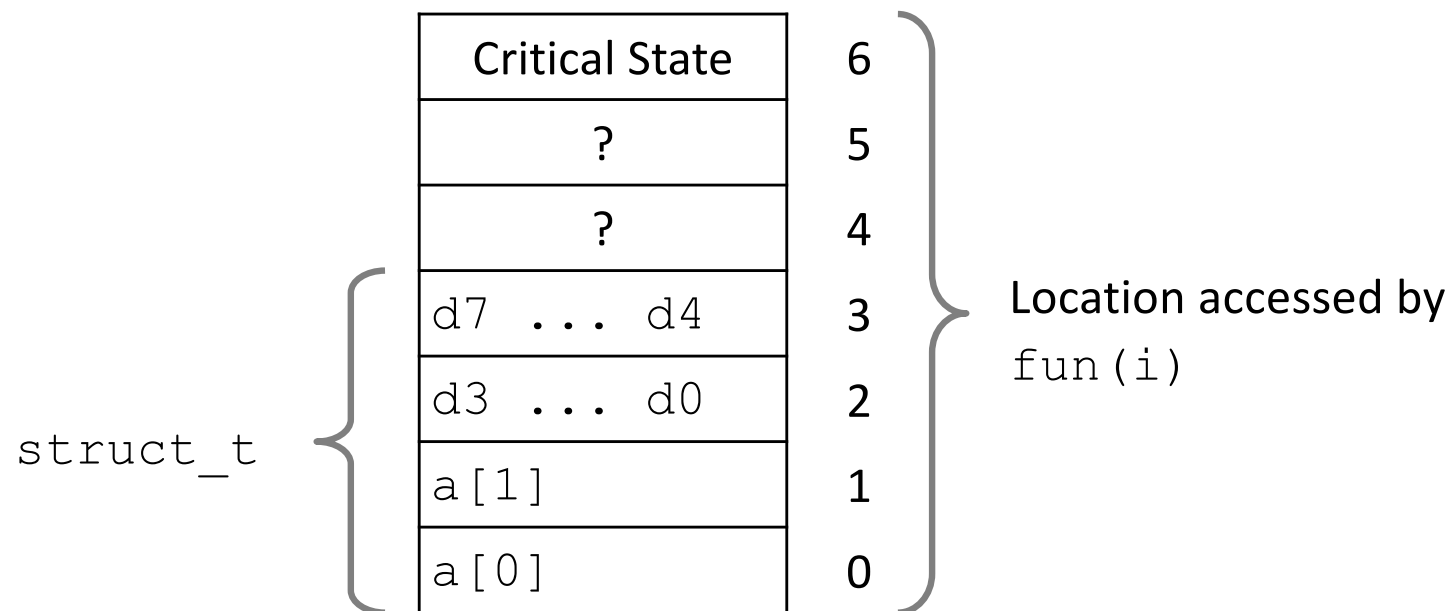 Critical State 6
? 5
? 4
d7 ... d4 3
d3 ... d0 2
a[1] 1
a[0] 0
struct_t
Location accessed by
fun(i)